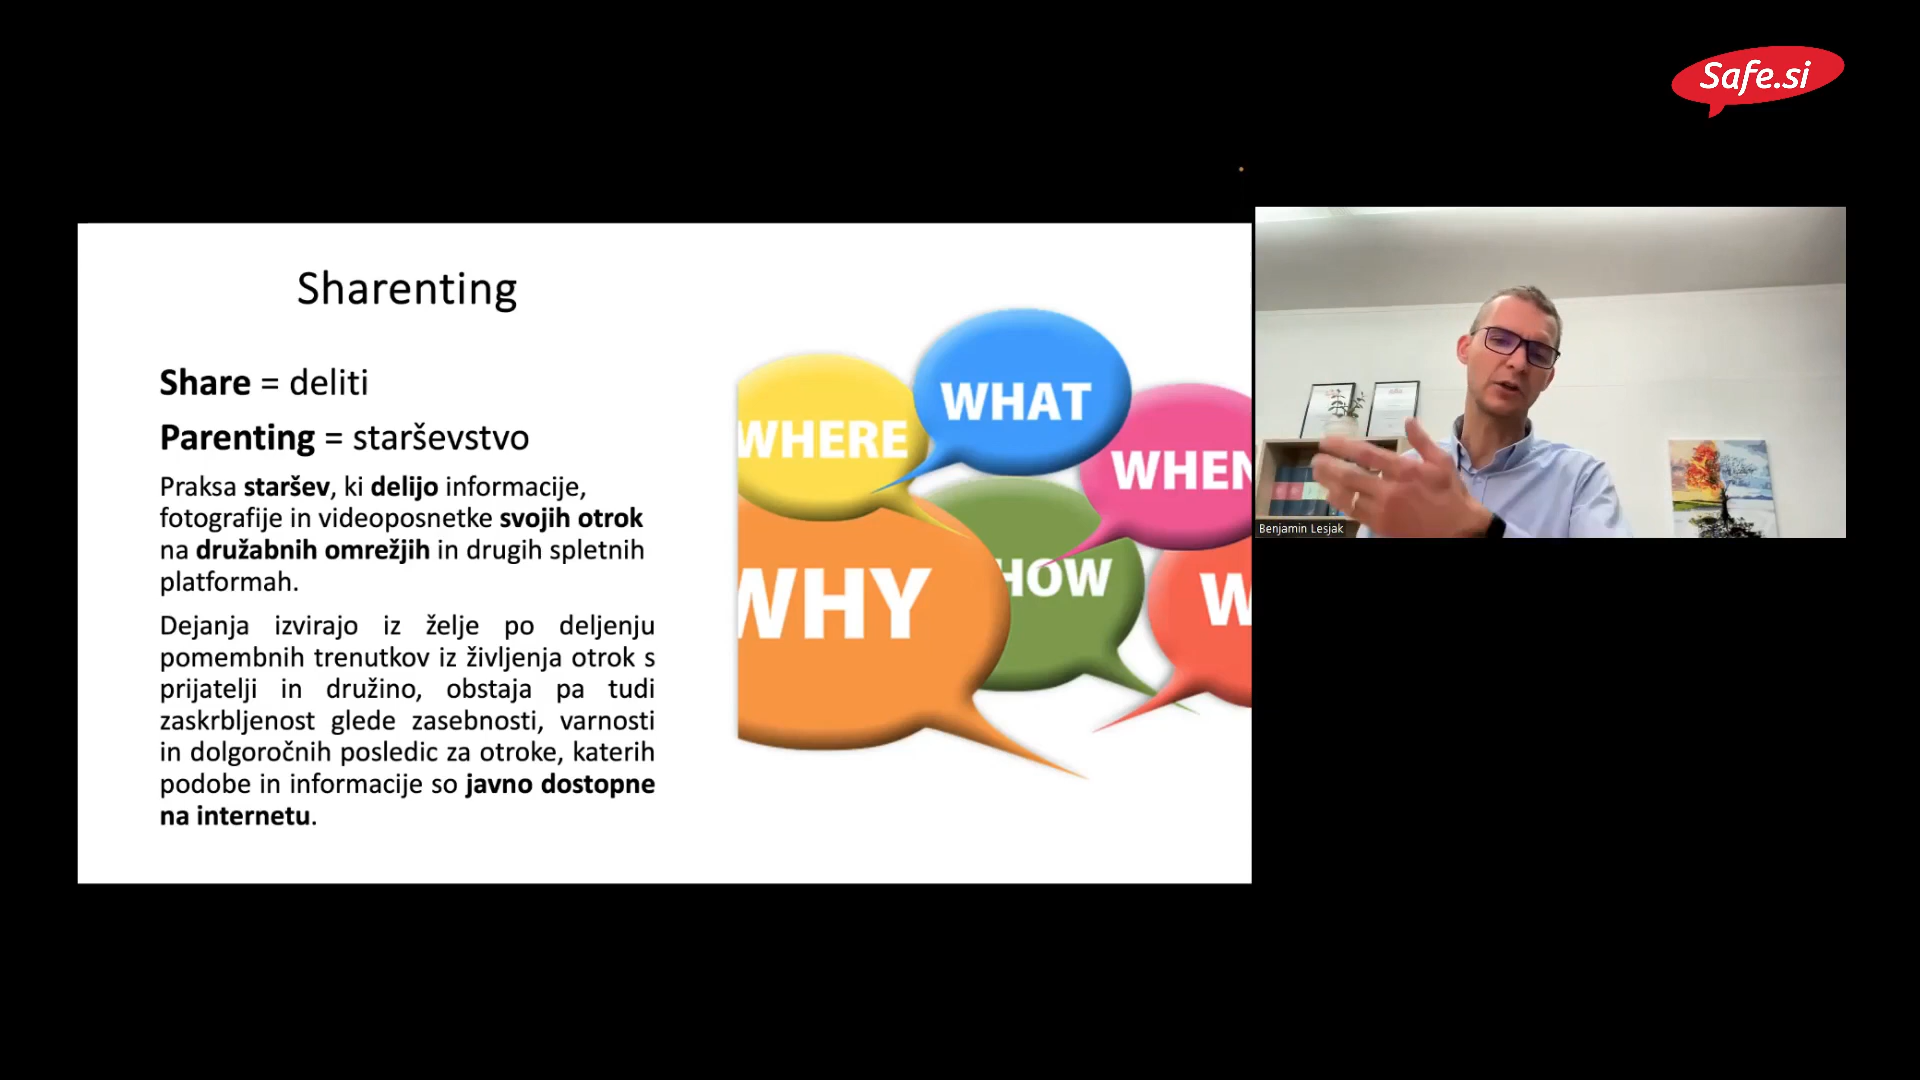 Safe.si
Sharenting
Share = deliti
Parenting = starševstvo
Praksa staršev, ki delijo informacije,
fotografije in videoposnetke svojih otrok
na družabnih omrežjih in drugih spletnih
platformah.
Dejanja izvirajo iz želje po deljenju
pomembnih trenutkov iz življenja otrok s
prijatelji in družino, obstaja pa tudi
zaskrbljenost glede zasebnosti, varnosti
in dolgoročnih posledic za otroke, katerih
podobe in informacije so javno dostopne
na internetu.
WHERE
WHAT
WHEN
WHY
HOW
W
Benjamin Lesjak